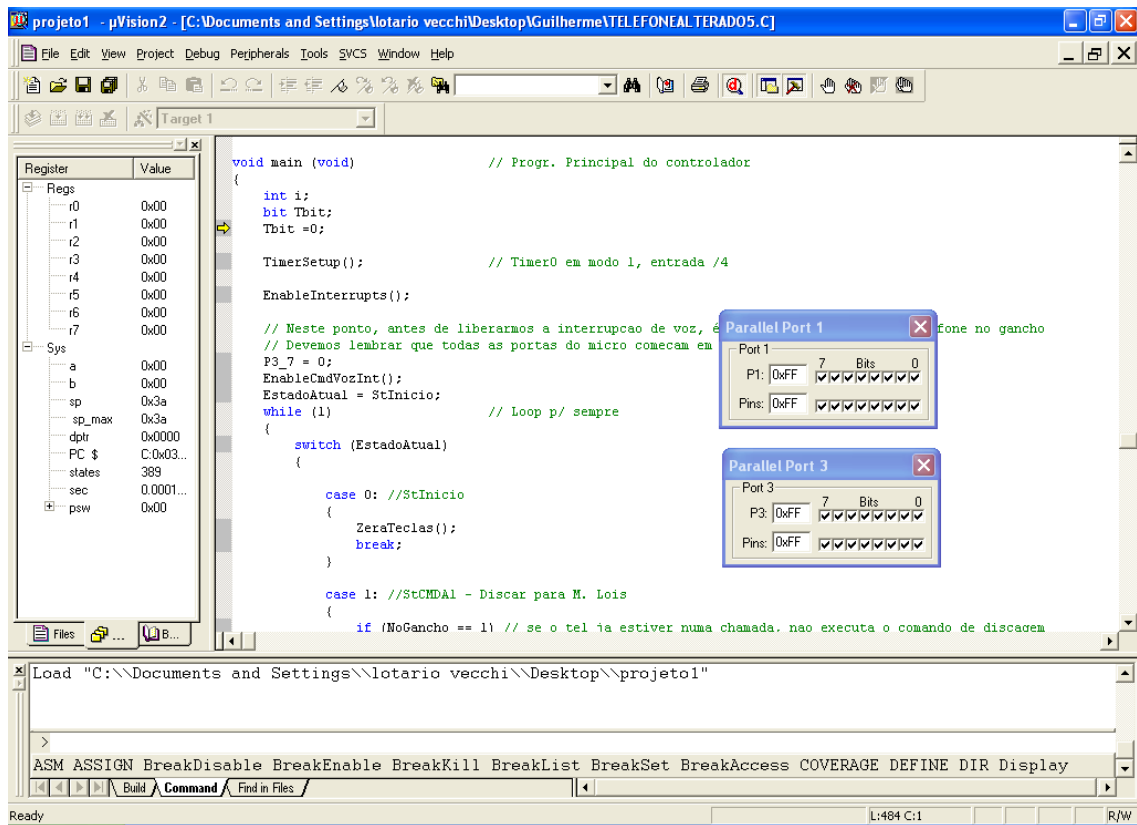 projeto1 - µVision2 - [C:\Documents and Settings\lotario vecchi\Desktop\Guilherme\TELEFONEALTERADO5.C]
File Edit View Project Debug Peripherals Tools SVCS Window Help
Target 1
Register Value
Regs
r0 0x00
r1 0x00
r2 0x00
r3 0x00
r4 0x00
r5 0x00
r6 0x00
r7 0x00
Sys
a 0x00
b 0x00
sp 0x3a
sp_max 0x3a
dptr 0x0000
PC $ C:0x03...
states 389
sec 0.0001...
psw 0x00
Files ... B...
void main (void) // Progr. Principal do controlador
{
int i;
bit Tbit;
Tbit =0;
TimerSetup(); // Timer0 em modo 1, entrada /4
EnableInterrupts();
// Neste ponto, antes de liberarmos a interrupcao de voz, é fone no gancho
// Devemos lembrar que todas as portas do micro comecam em
P3_7 = 0;
EnableCmdVozInt();
EstadoAtual = StInicio;
while (1) // Loop p/ sempre
{
switch (EstadoAtual)
{
case 0: //StInicio
{
ZeraTeclas();
break;
}
case 1: //StCMDA1 - Discar para M. Lois
{
if (NoGancho == 1) // se o tel ja estiver numa chamada, nao executa o comando de discagem
Parallel Port 1
Port 1
7 Bits 0
P1: 0xFF
Pins: 0xFF
Parallel Port 3
Port 3
7 Bits 0
P3: 0xFF
Pins: 0xFF
Load "C:\\Documents and Settings\\lotario vecchi\\Desktop\\projeto1"
>
ASM ASSIGN BreakDisable BreakEnable BreakKill BreakList BreakSet BreakAccess COVERAGE DEFINE DIR Display
Build Command Find in Files
Ready L:484 C:1 R/W